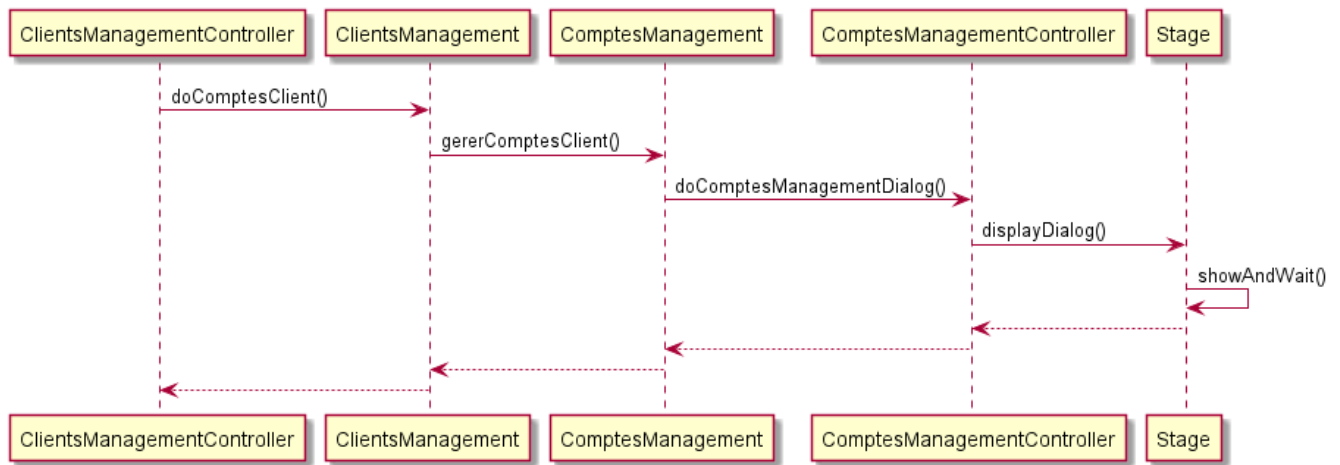 ClientsManagementController ClientsManagement ComptesManagement ComptesManagementController Stage
doComptesClient()
gererComptesClient()
doComptesManagementDialog()
displayDialog()
showAndWait()
ClientsManagementController ClientsManagement ComptesManagement ComptesManagementController Stage